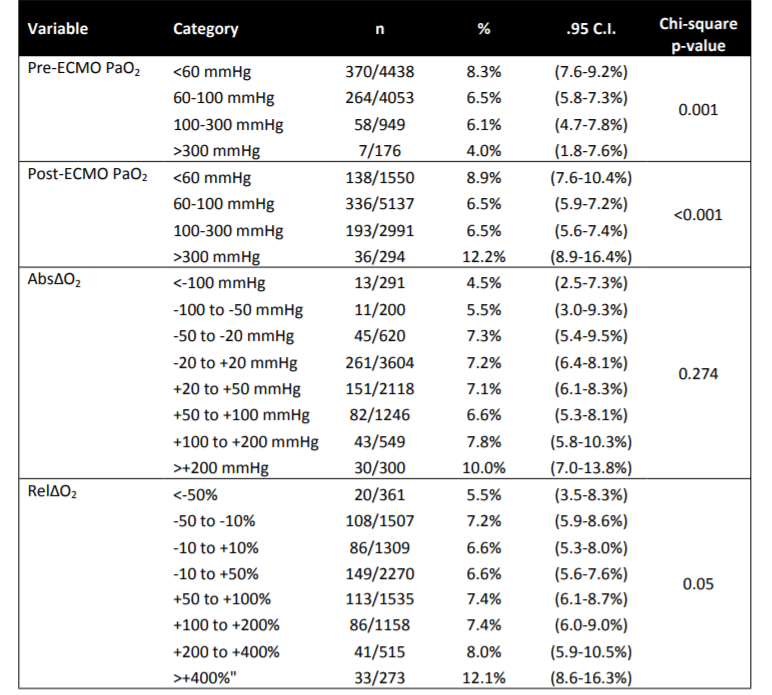 Variable Category n % .95 C.I. Chi-square p-value
Pre-ECMO PaO₂ <60 mmHg 370/4438 8.3% (7.6-9.2%)
60-100 mmHg 264/4053 6.5% (5.8-7.3%)
0.001
100-300 mmHg 58/949 6.1% (4.7-7.8%)
>300 mmHg 7/176 4.0% (1.8-7.6%)
Post-ECMO PaO₂ <60 mmHg 138/1550 8.9% (7.6-10.4%)
60-100 mmHg 336/5137 6.5% (5.9-7.2%)
<0.001
100-300 mmHg 193/2991 6.5% (5.6-7.4%)
>300 mmHg 36/294 12.2% (8.9-16.4%)
AbsΔO₂ <-100 mmHg 13/291 4.5% (2.5-7.3%)
-100 to -50 mmHg 11/200 5.5% (3.0-9.3%)
-50 to -20 mmHg 45/620 7.3% (5.4-9.5%)
-20 to +20 mmHg 261/3604 7.2% (6.4-8.1%)
0.274
+20 to +50 mmHg 151/2118 7.1% (6.1-8.3%)
+50 to +100 mmHg 82/1246 6.6% (5.3-8.1%)
+100 to +200 mmHg 43/549 7.8% (5.8-10.3%)
>+200 mmHg 30/300 10.0% (7.0-13.8%)
RelΔO₂ <-50% 20/361 5.5% (3.5-8.3%)
-50 to -10% 108/1507 7.2% (5.9-8.6%)
-10 to +10% 86/1309 6.6% (5.3-8.0%)
-10 to +50% 149/2270 6.6% (5.6-7.6%)
0.05
+50 to +100% 113/1535 7.4% (6.1-8.7%)
+100 to +200% 86/1158 7.4% (6.0-9.0%)
+200 to +400% 41/515 8.0% (5.9-10.5%)
>+400%" 33/273 12.1% (8.6-16.3%)